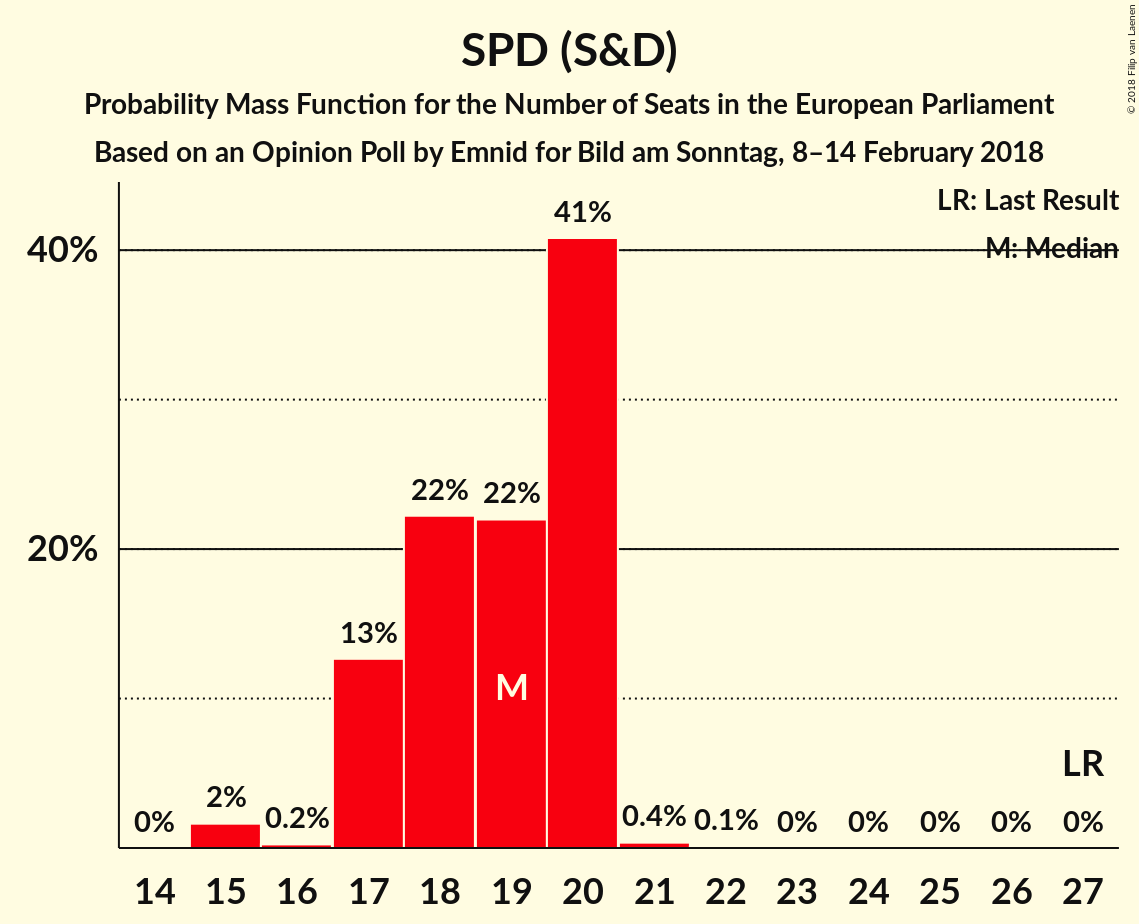 SPD (S&D)
Probability Mass Function for the Number of Seats in the European Parliament
Based on an Opinion Poll by Emnid for Bild am Sonntag, 8–14 February 2018
© 2018 Filip van Laenen
LR: Last Result
M: Median
40%
20%
0%
2%
0.2%
13%
22%
22%
41%
0.4%
0.1%
0%
0%
0%
0%
0%
M
LR
14 15 16 17 18 19 20 21 22 23 24 25 26 27